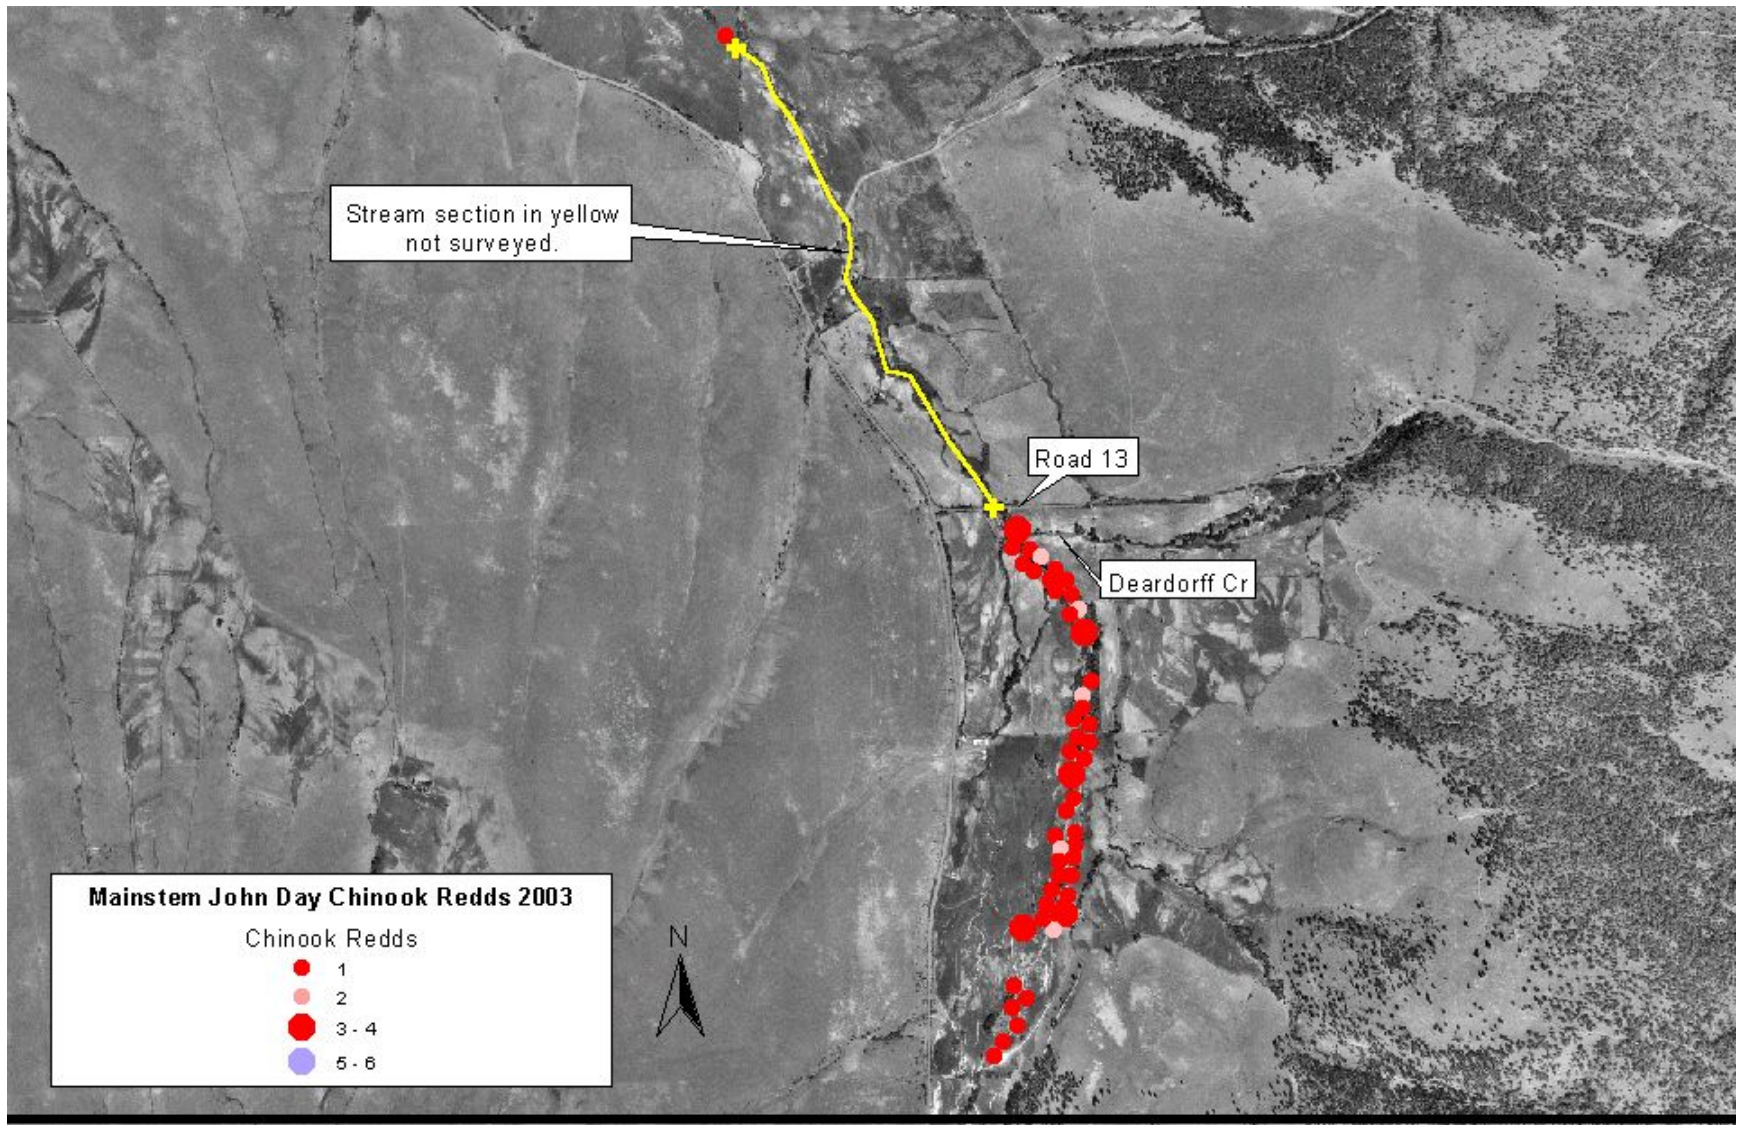 Stream section in yellow
not surveyed.
Road 13
Deardorff Cr
Mainstem John Day Chinook Redds 2003
Chinook Redds
1
2
3 - 4
5 - 6
N